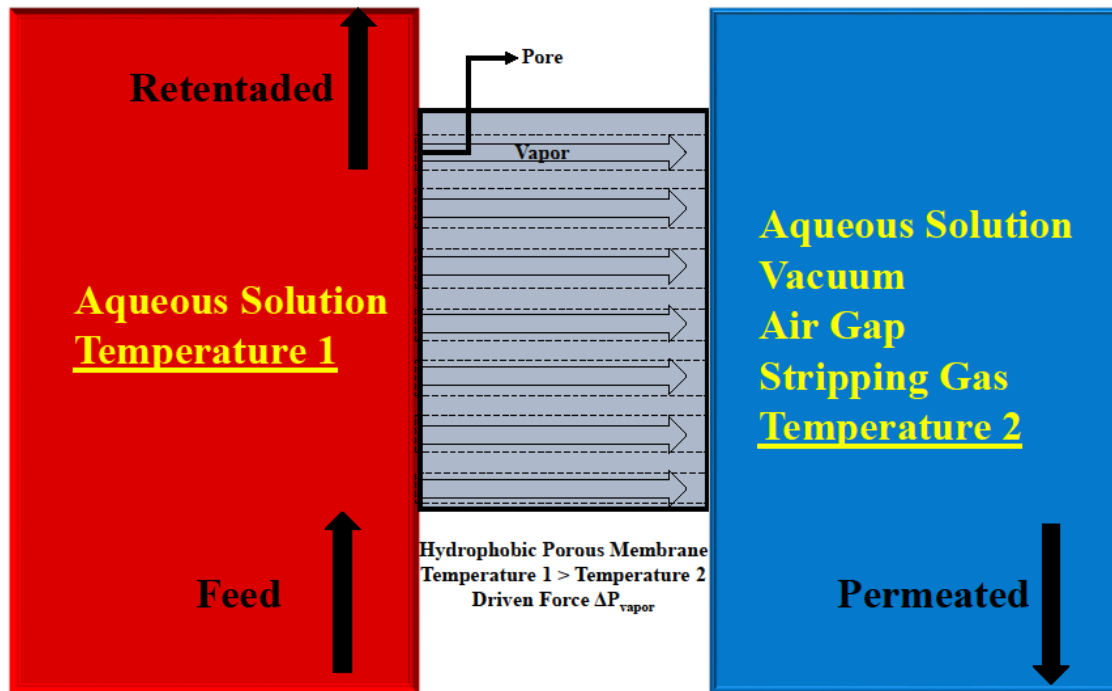 Retentaded
Aqueous Solution
Temperature 1
Feed
Pore
Vapor
Hydrophobic Porous Membrane
Temperature 1 > Temperature 2
Driven Force ΔPvapor
Aqueous Solution
Vacuum
Air Gap
Stripping Gas
Temperature 2
Permeated